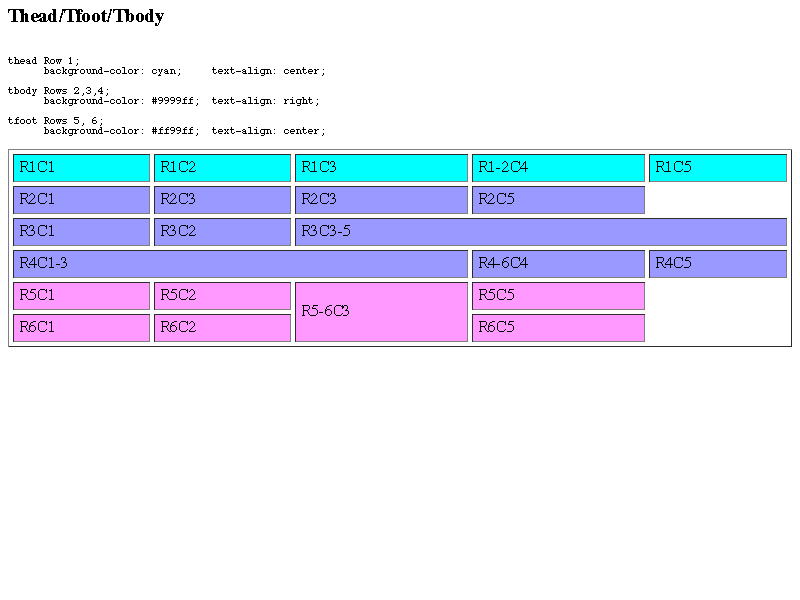 Thead/Tfoot/Tbody
thead Row 1;
background-color: cyan; text-align: center;
tbody Rows 2,3,4;
background-color: #9999ff; text-align: right;
tfoot Rows 5, 6;
background-color: #ff99ff; text-align: center;
R1C1 R1C2 R1C3 R1-2C4 R1C5
R2C1 R2C3 R2C3 R2C5
R3C1 R3C2 R3C3-5
R4C1-3 R4-6C4 R4C5
R5C1 R5C2 R5-6C3 R5C5
R6C1 R6C2 R6C5